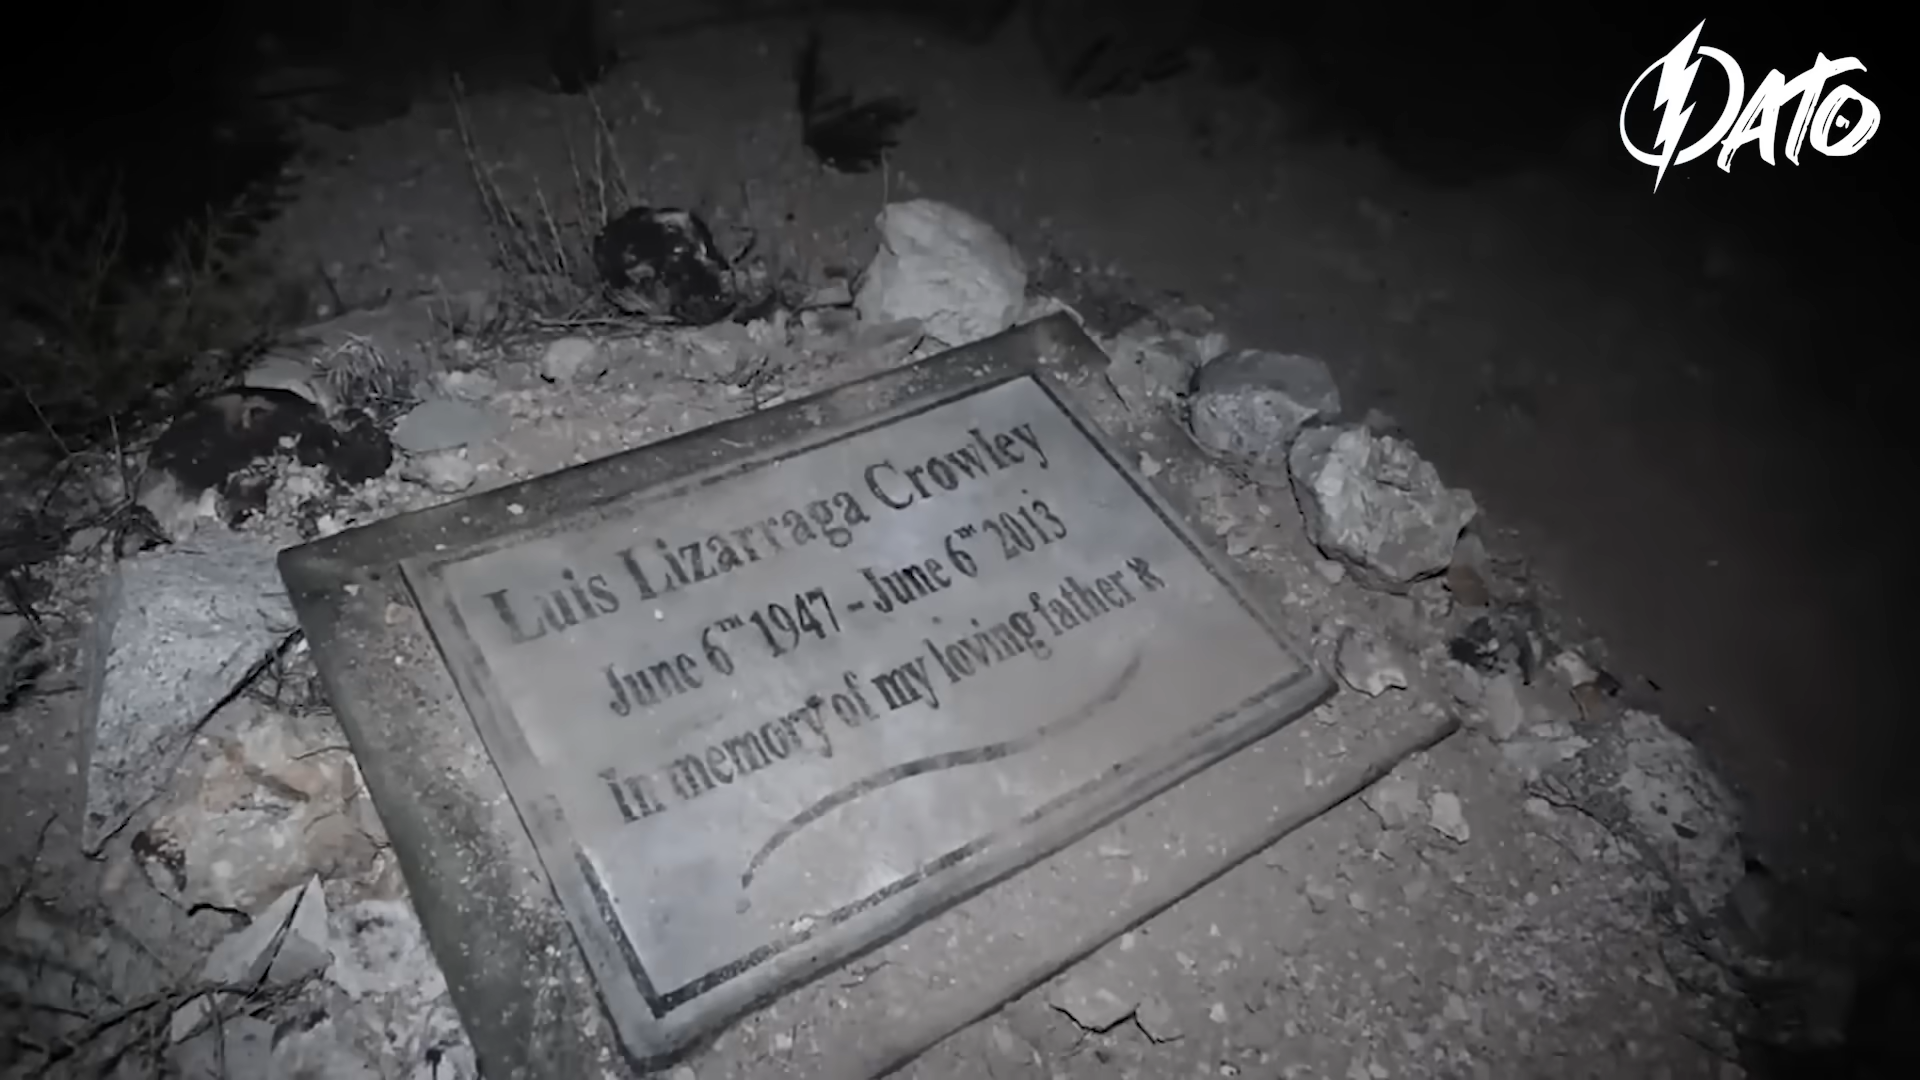 DATO
Luis Lizarraga Crowley
June 6TH 1947 - June 6TH 2013
In memory of my loving father